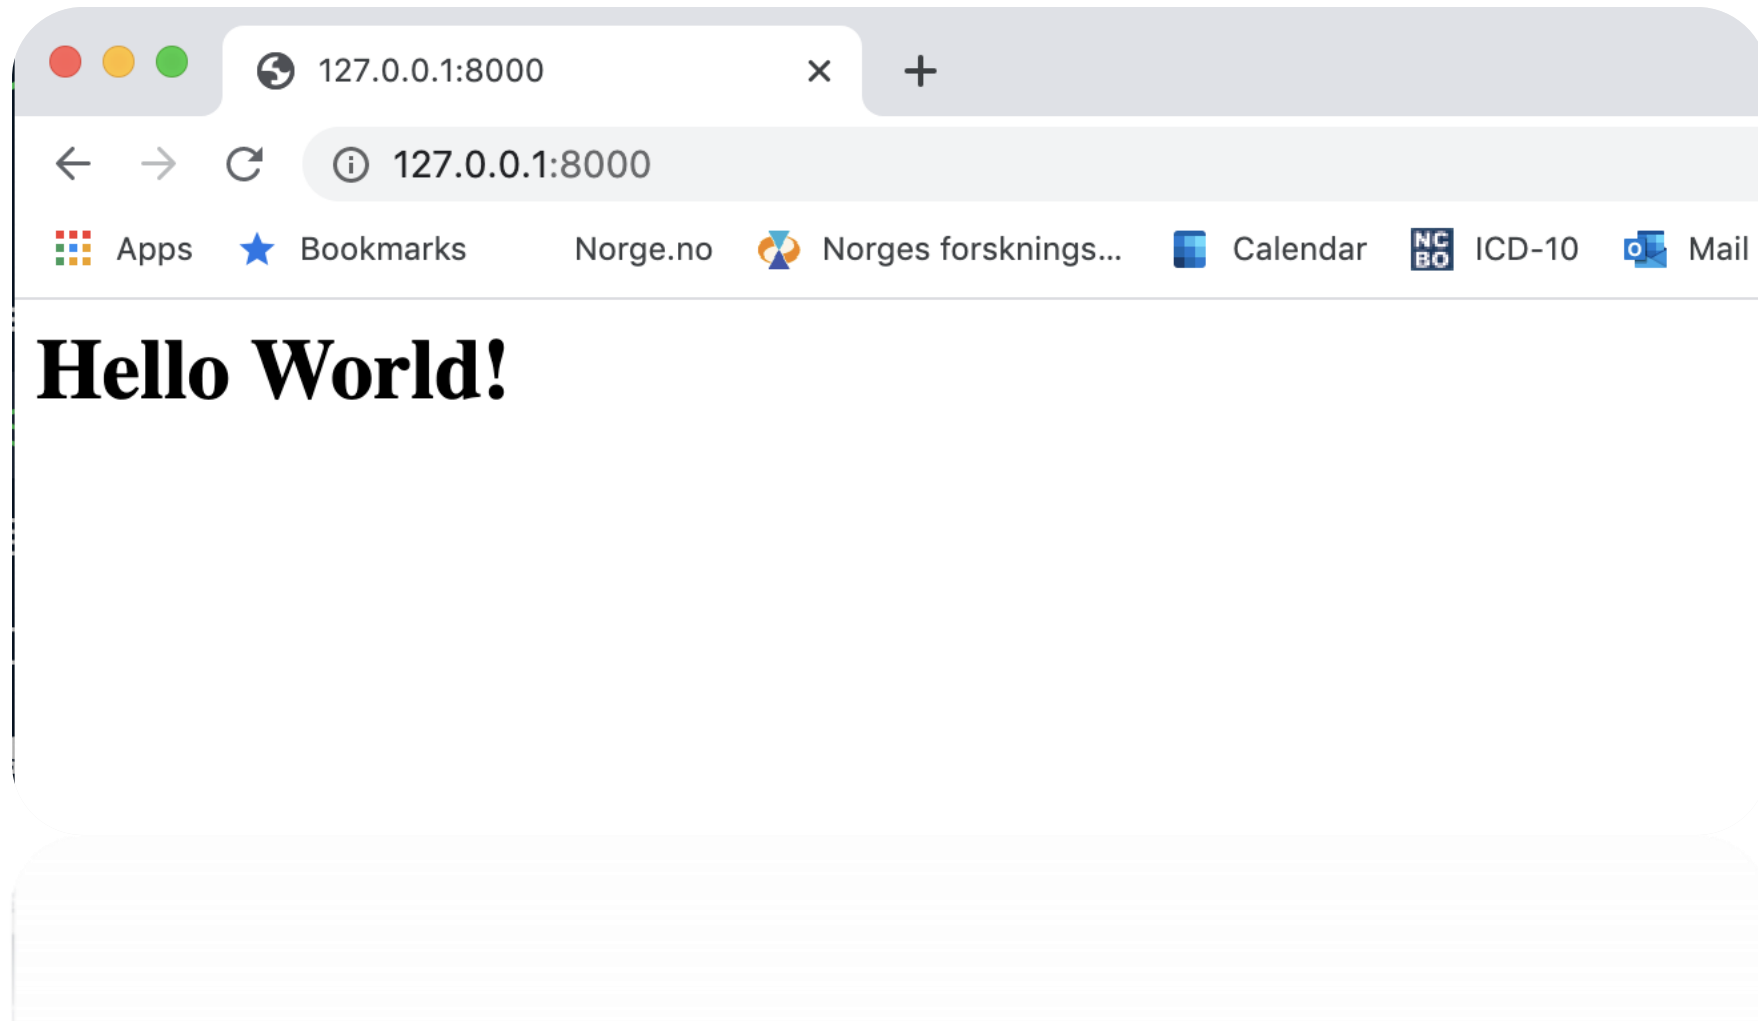 127.0.0.1:8000
127.0.0.1:8000
Apps Bookmarks Norge.no Norges forsknings... Calendar NC BO ICD-10 Mail
Hello World!